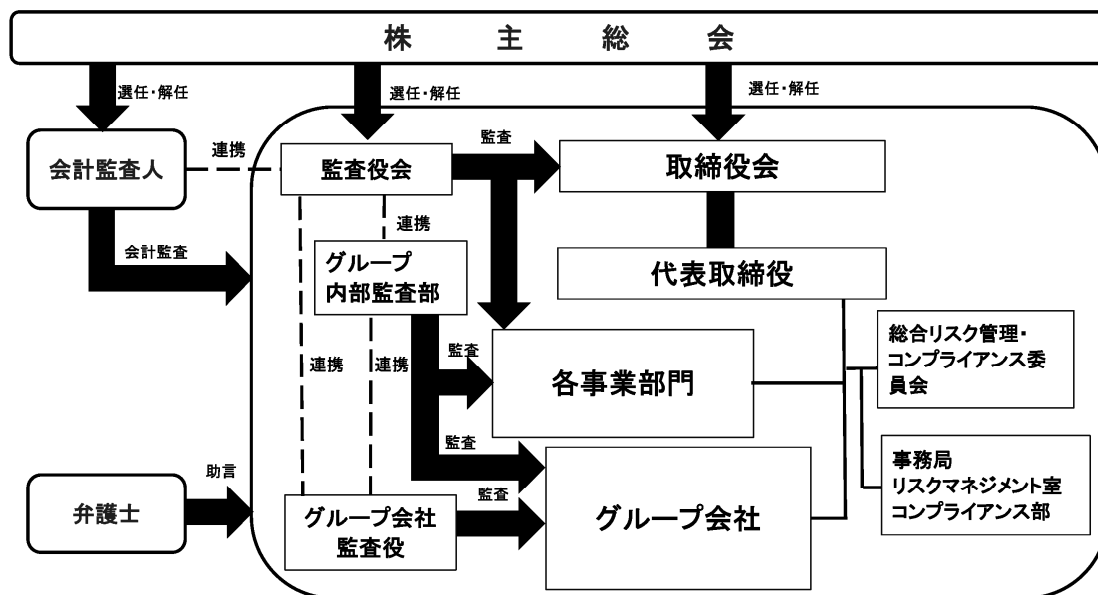 株主総会
選任・解任
選任・解任
選任・解任
会計監査人
連携
監査役会
監査
取締役会
連携
会計監査
グループ
内部監査部
代表取締役
総合リスク管理・
コンプライアンス委
員会
監査
各事業部門
連携
連携
監査
事務局
リスクマネジメント室
コンプライアンス部
助言
弁護士
監査
グループ会社
監査役
グループ会社